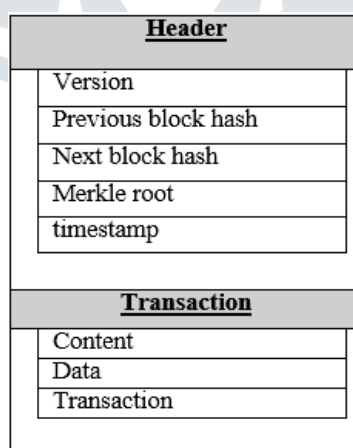 Header
Version
Previous block hash
Next block hash
Merkle root
timestamp
Transaction
Content
Data
Transaction